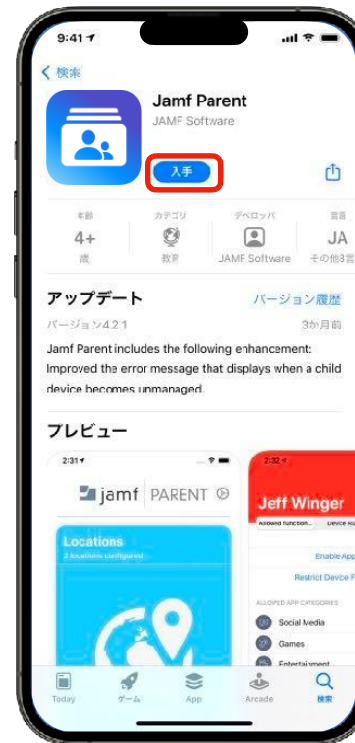 9:41
検索
Jamf Parent
JAMF Software
入手
年齢
カテゴリ
デベロッパ
言語
4+
JA
歳
教育
JAMF Software
その他3言
アップデート
バージョン履歴
バージョン4.2.1
3か月前
Jamf Parent includes the following enhancement:
Improved the error message that displays when a child
device becomes unmanaged.
プレビュー
2:31
2:32
jamf PARENT
Jeff Winger
Allowed function...
Device Ru
Locations
2 locations configured
Enable App
Restrict Device F
ALLOWED APP CATEGORIES
Social Media
Games
Entertainment
Today
ゲーム
App
Arcade
検索